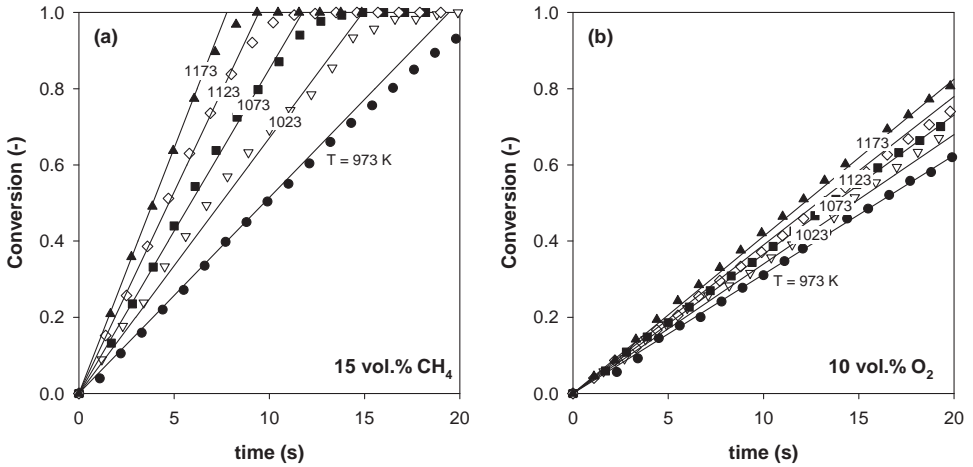 (a)
1.0
0.8
0.6
0.4
0.2
0.0
Conversion (-)
1173
1123
1073
1023
T = 973 K
15 vol.% CH4
0 5 10 15 20
time (s)
(b)
1.0
0.8
0.6
0.4
0.2
0.0
Conversion (-)
1173
1123
1073
1023
T = 973 K
10 vol.% O2
0 5 10 15 20
time (s)